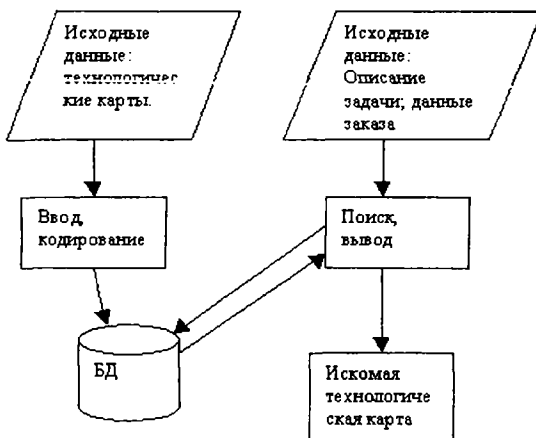 Исходные
данные:
технологичес
кие карты.
Исходные
данные:
Описание
задачи; данные
заказа
Ввод,
кодирование
Поиск,
вывод
БД
Искомая
технологиче
ская карта